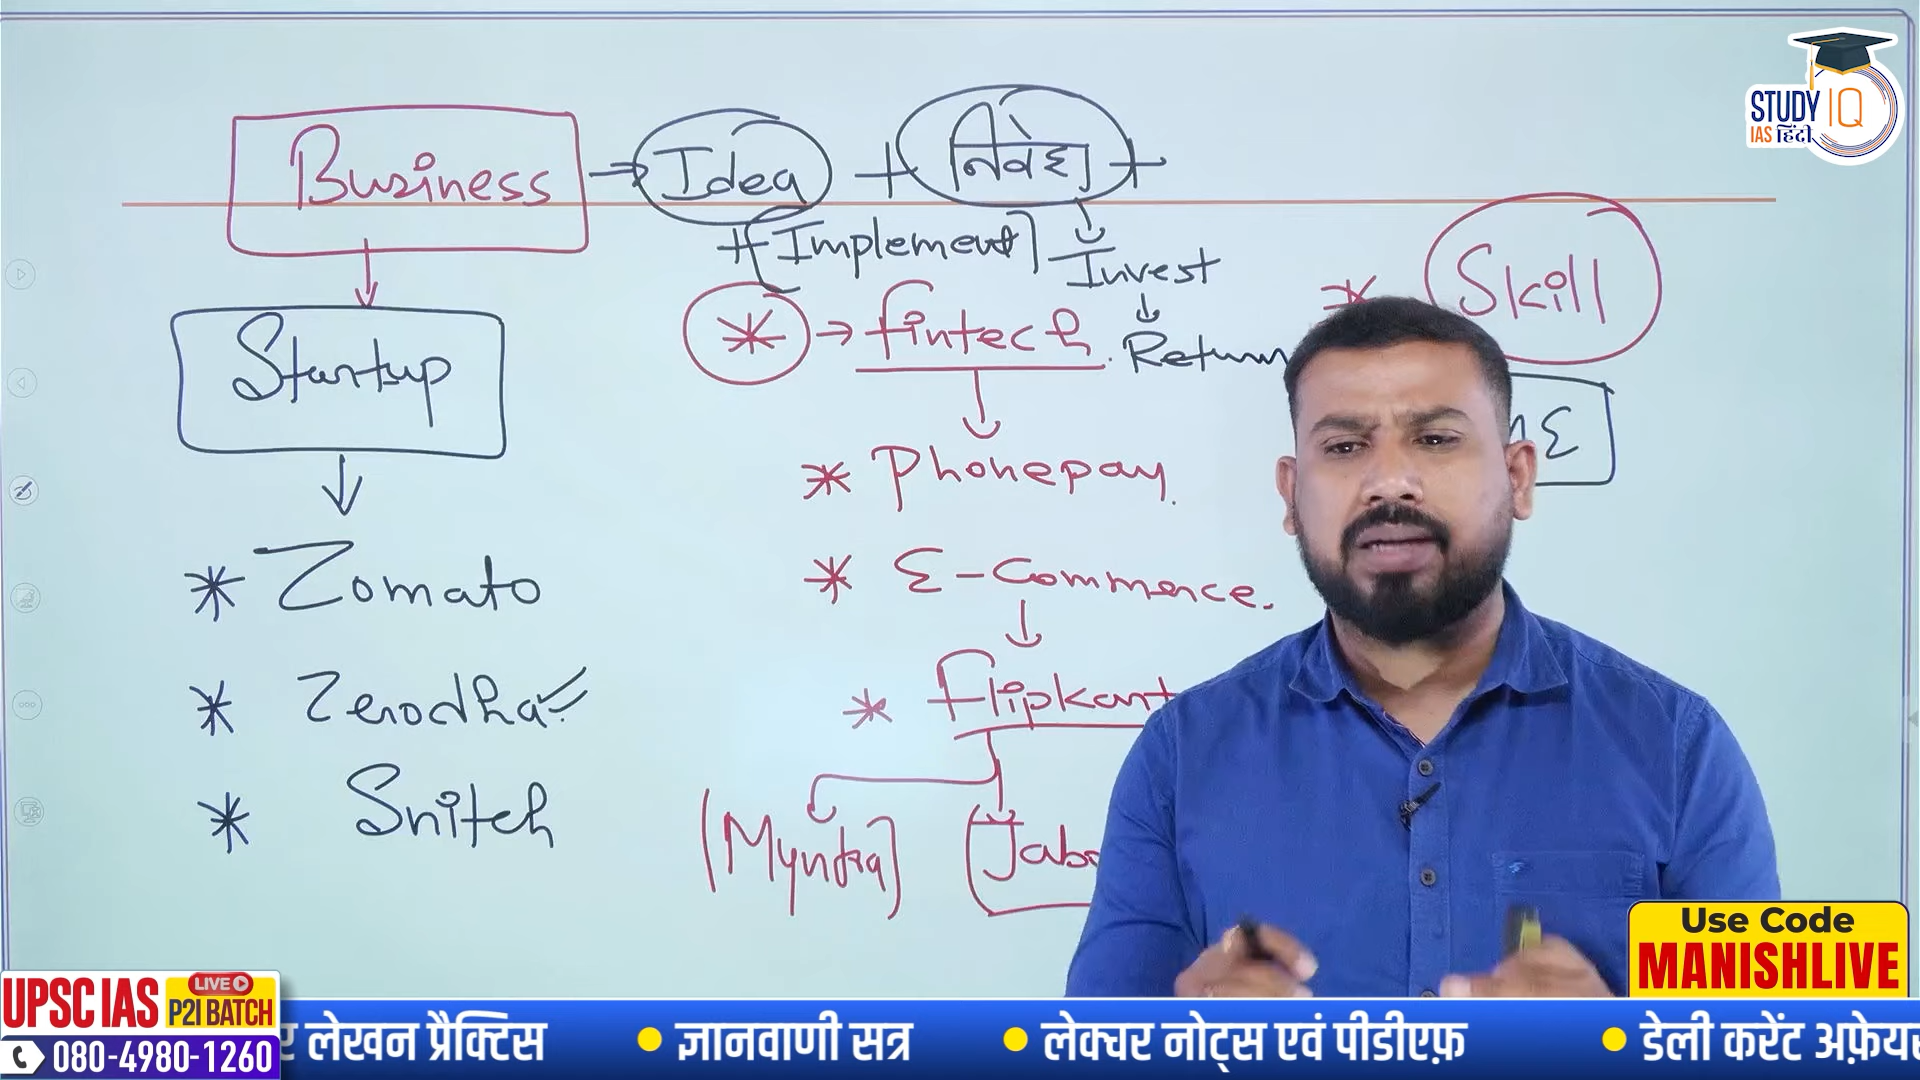 STUDY IQ
IAS हिंदी
Business → Idea + निवेश +
+ [Implement]
Invest
Return
* Skill
Startup
* → fintech.
* Phonepay.
* E-Commerce.
* Zomato
* Zerodha
* Snitch
* flipkart
[Myntra]
Use Code
MANISHLIVE
UPSC IAS LIVE
P2I BATCH
080-4980-1260
लेखन प्रैक्टिस • ज्ञानवाणी सत्र • लेक्चर नोट्स एवं पीडीएफ़ • डेली करेंट अफ़ेयर